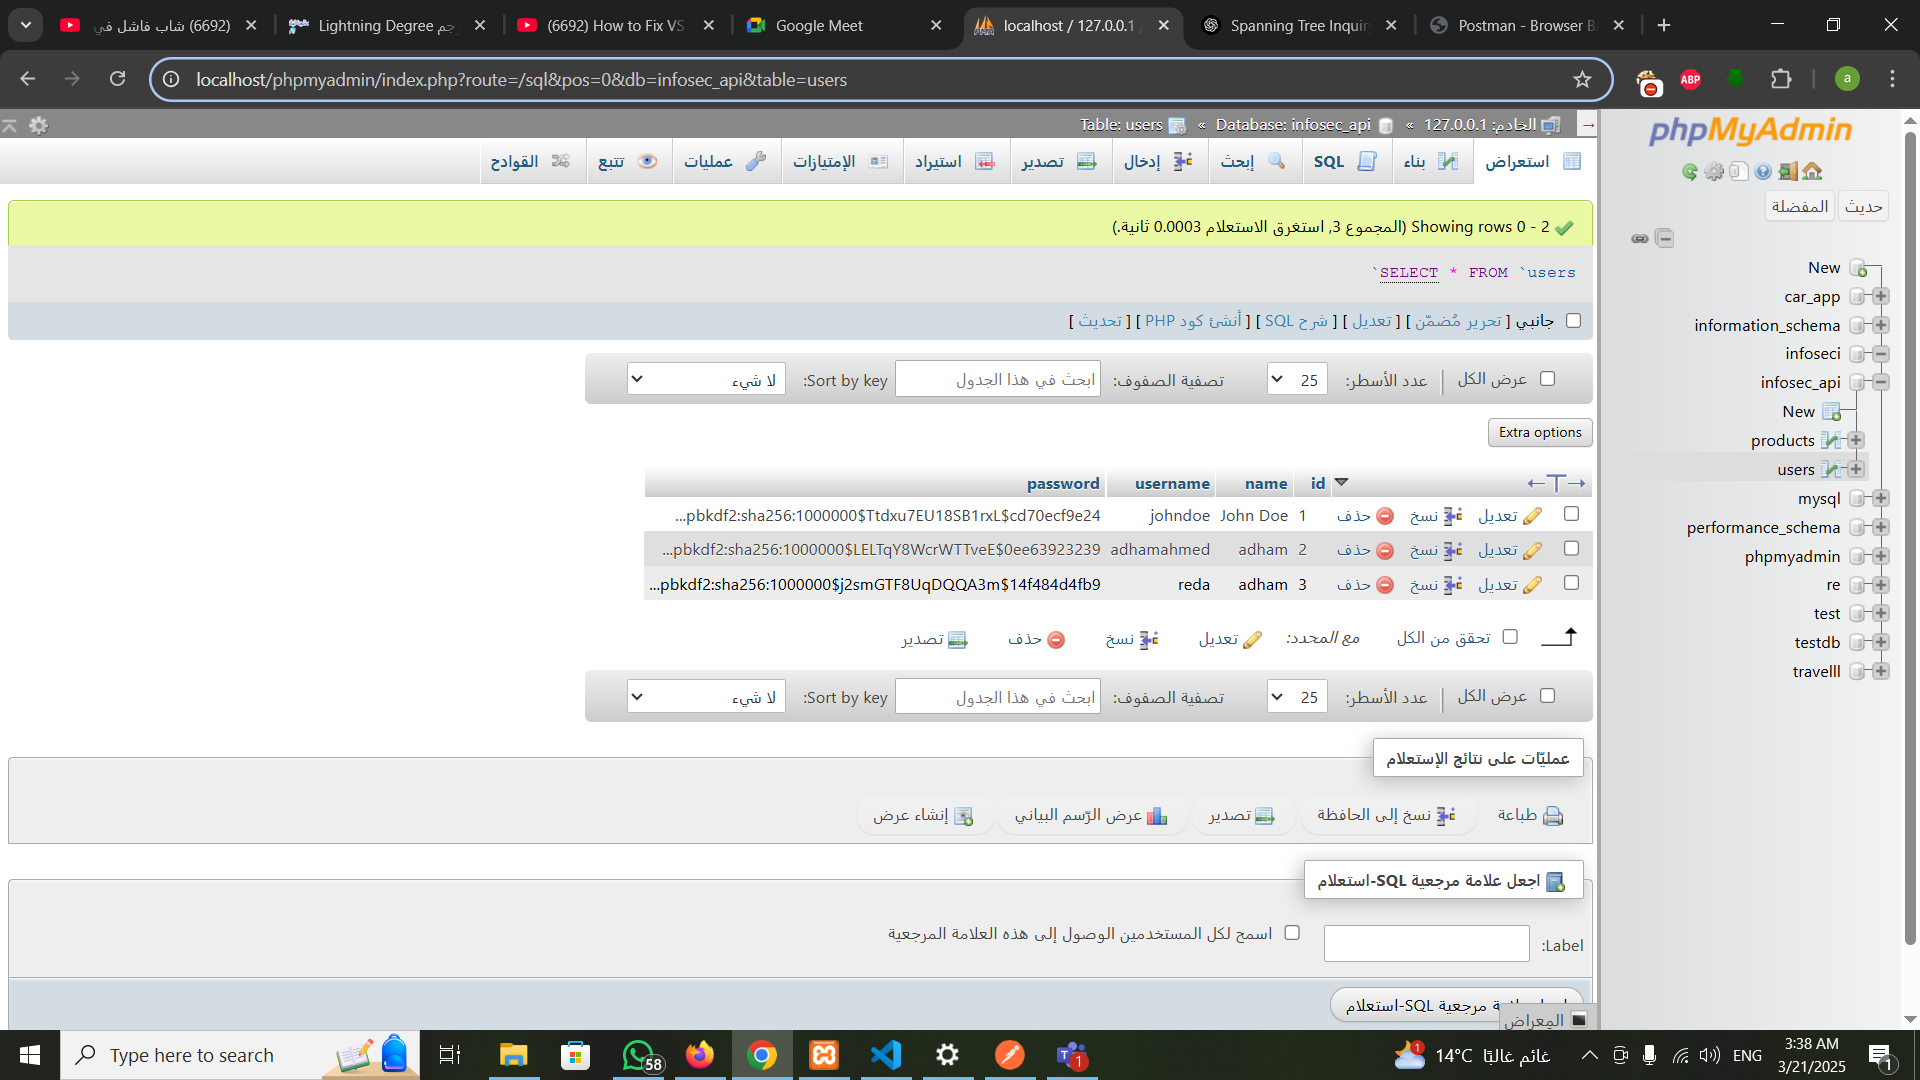 (6692) شاب فاشل في
Lightning Degree مترجم
(6692) How to Fix VS
Google Meet
localhost / 127.0.0.1 /
Spanning Tree Inquir
Postman - Browser B
localhost/phpmyadmin/index.php?route=/sql&pos=0&db=infosec_api&table=users
ABP
a
الخادم: 127.0.0.1 » Database: infosec_api » Table: users
phpMyAdmin
استعراض
بناء
SQL
إبحث
إدخال
تصدير
استيراد
الإمتيازات
عمليات
تتبع
القوادح
حديث
المفضلة
Showing rows 0 - 2 (المجموع 3, استغرق الاستعلام 0.0003 ثانية.)
SELECT * FROM `users`
جانبي [ تحرير مُضمّن ] [ تعديل ] [ شرح SQL ] [ أنشئ كود PHP ] [ تحديث ]
عرض الكل
عدد الأسطر:
25
تصفية الصفوف:
ابحث في هذا الجدول
Sort by key:
لا شيء
Extra options
id
name
username
password
تعديل نسخ حذف 1 John Doe johndoe pbkdf2:sha256:1000000$Ttdxu7EU18SB1rxL$cd70ecf9e24...
تعديل نسخ حذف 2 adham adhamahmed pbkdf2:sha256:1000000$LELTqY8WcrWTTveE$0ee63923239...
تعديل نسخ حذف 3 adham reda pbkdf2:sha256:1000000$j2smGTF8UqDQQA3m$14f484d4fb9...
تحقق من الكل
مع المحدد:
تعديل
نسخ
حذف
تصدير
عرض الكل
عدد الأسطر:
25
تصفية الصفوف:
ابحث في هذا الجدول
Sort by key:
لا شيء
عمليّات على نتائج الإستعلام
طباعة
نسخ إلى الحافظة
تصدير
عرض الرّسم البياني
إنشاء عرض
اجعل علامة مرجعية SQL-استعلام
Label:
اسمح لكل المستخدمين الوصول إلى هذه العلامة المرجعية
مرجعية SQL-استعلام
المعراض
New
car_app
information_schema
infoseci
infosec_api
New
products
users
mysql
performance_schema
phpmyadmin
re
test
testdb
travelll
Type here to search
58
1
1
14°C غائم غالبًا
ENG
3:38 AM
3/21/2025
1